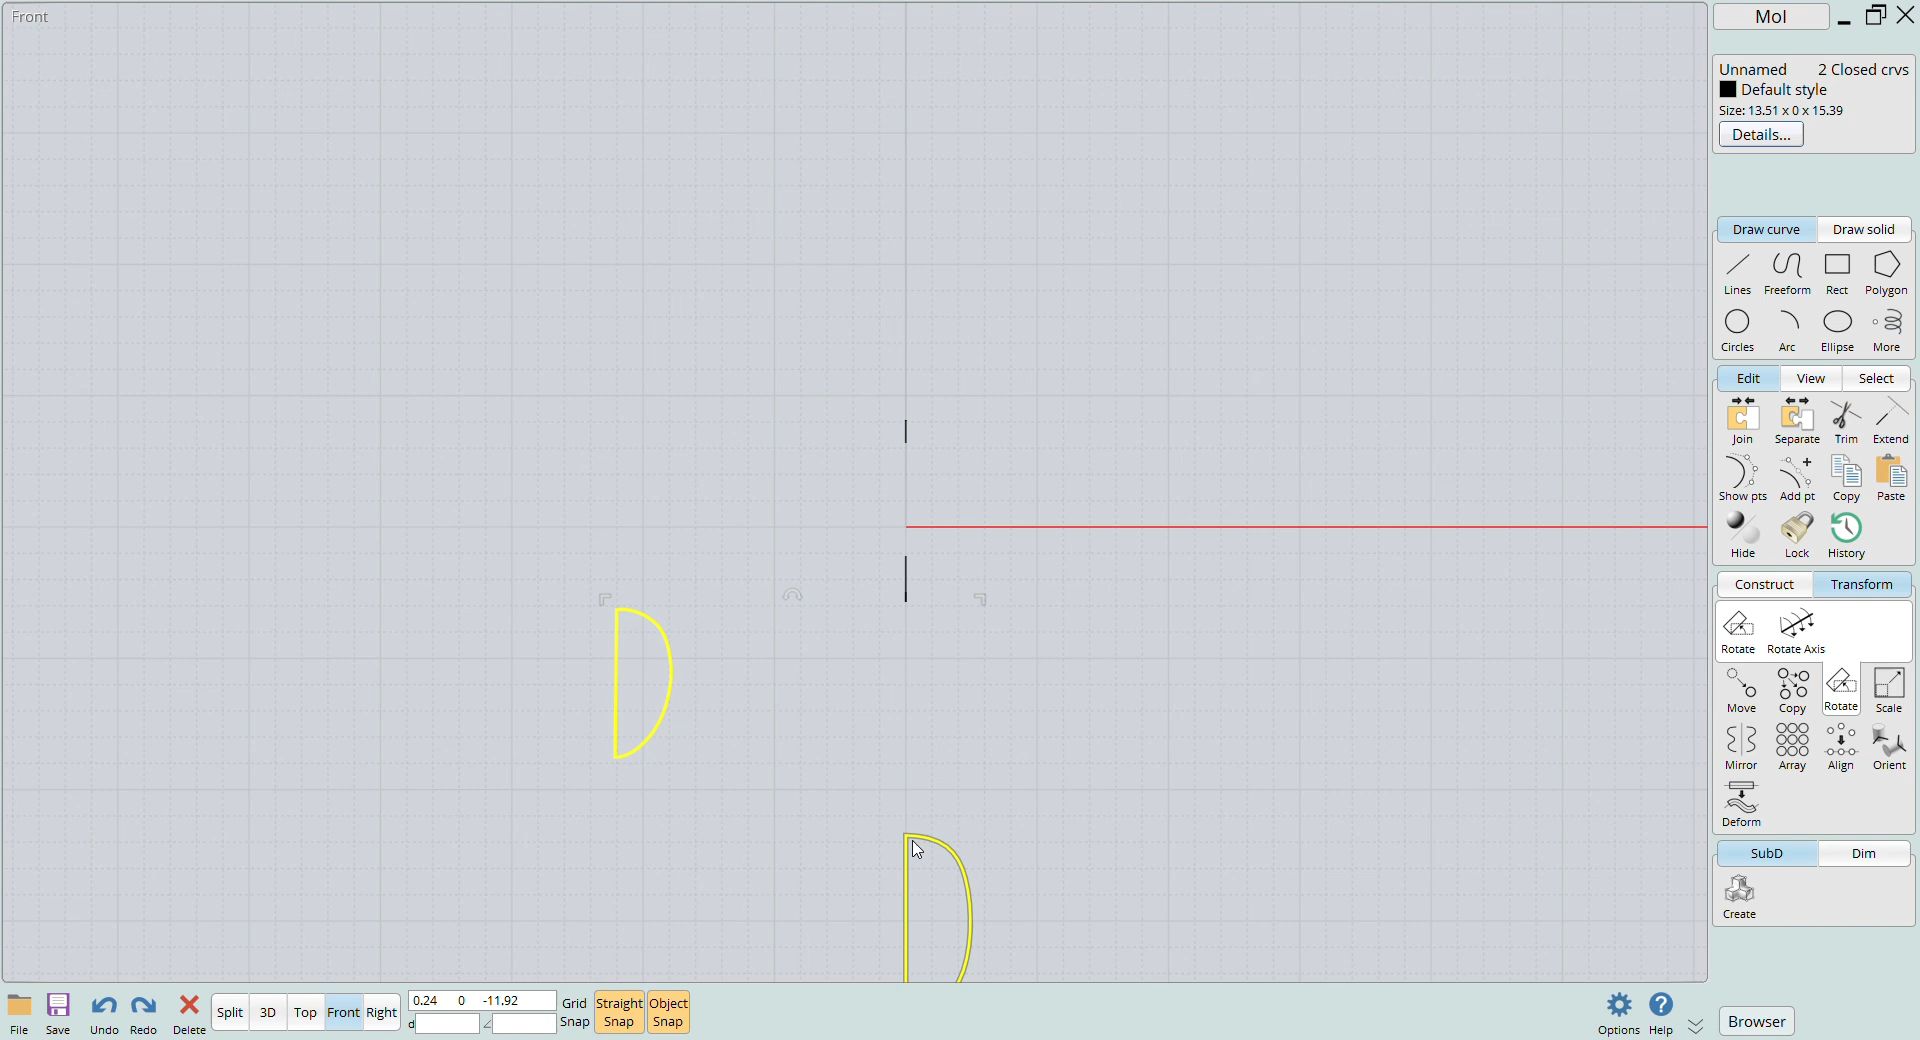 Front
MoI
Unnamed 2 Closed crvs
Default style
Size: 13.51 x 0 x 15.39
Details...
Draw curve Draw solid
Lines Freeform Rect Polygon
Circles Arc Ellipse More
Edit View Select
Join Separate Trim Extend
Show pts Add pt Copy Paste
Hide Lock History
Construct Transform
Rotate Rotate Axis
Move Copy Rotate Scale
Mirror Array Align Orient
Deform
SubD Dim
Create
File Save Undo Redo Delete
Split 3D Top Front Right
0.24 0 -11.92
d
Grid Snap
Straight Snap
Object Snap
Options Help
Browser